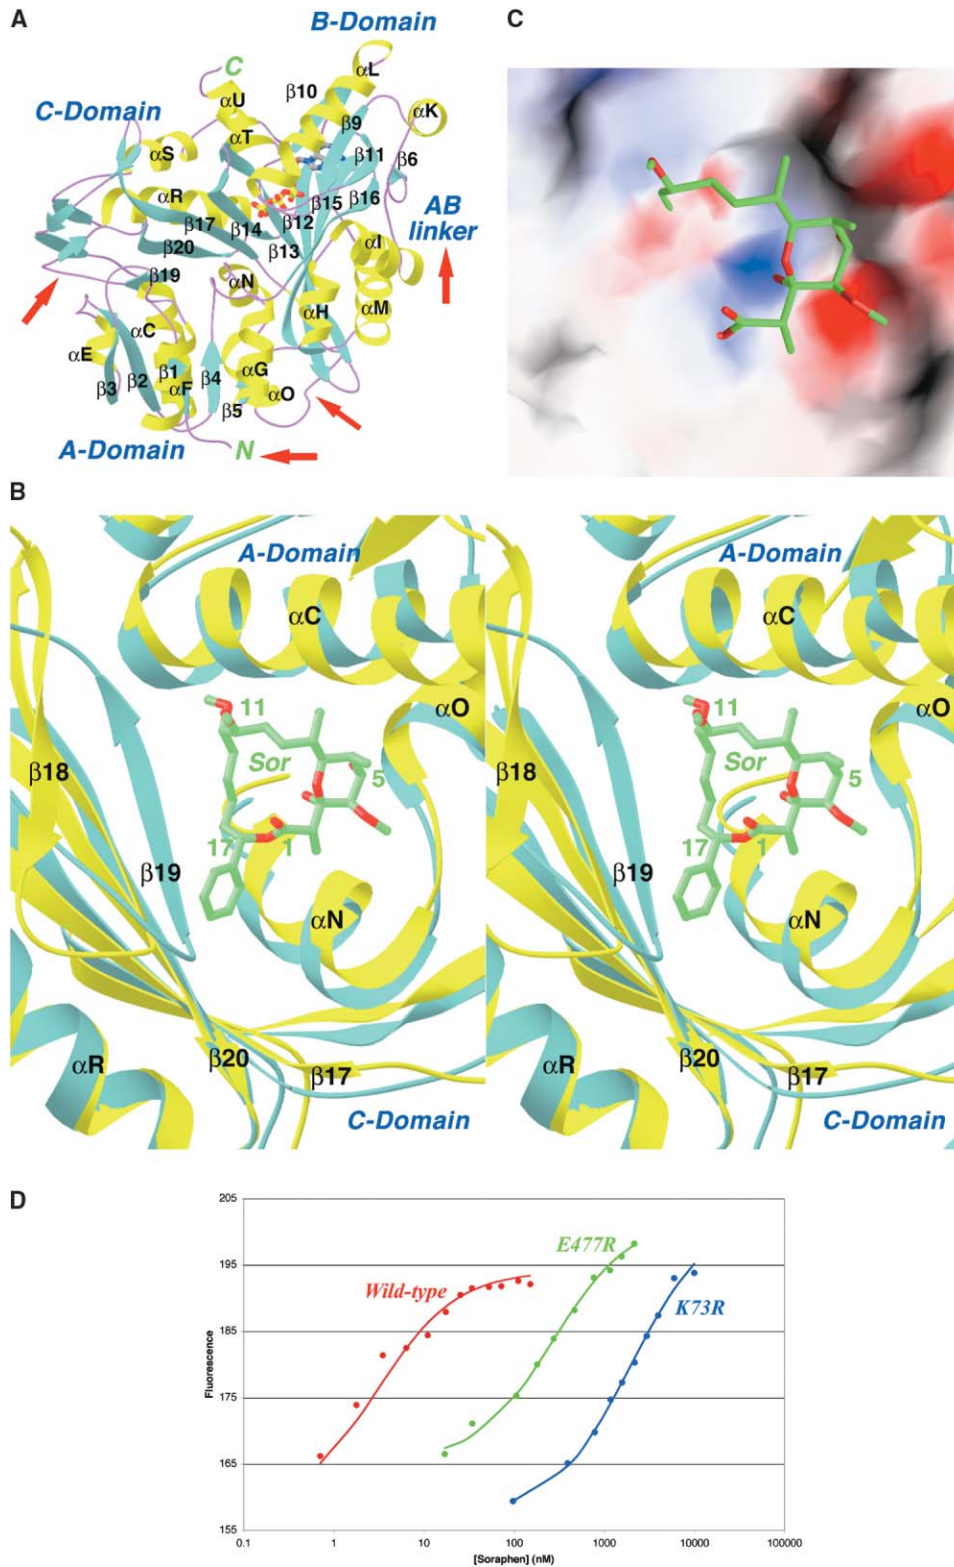 A
B-Domain
C
αL
αU
β10
αK
C-Domain
αT
β9
αS
β11
β6
αR
β15
β16
AB
linker
β17
β14
β12
αI
β20
β13
β19
αN
αM
αC
αH
αE
β1
β4
αG
β3
β2
αF
αO
β5
A-Domain
N
C
B
A-Domain
αC
αO
11
Sor
5
β18
17
1
β19
αN
αR
β20
β17
C-Domain
A-Domain
αC
αO
11
Sor
5
β18
17
1
β19
αN
αR
β20
β17
C-Domain
D
205
195
185
175
165
155
Fluorescence
Wild-type
E477R
K73R
0.1
1
10
100
1000
10000
100000
[Soraphen] (nM)